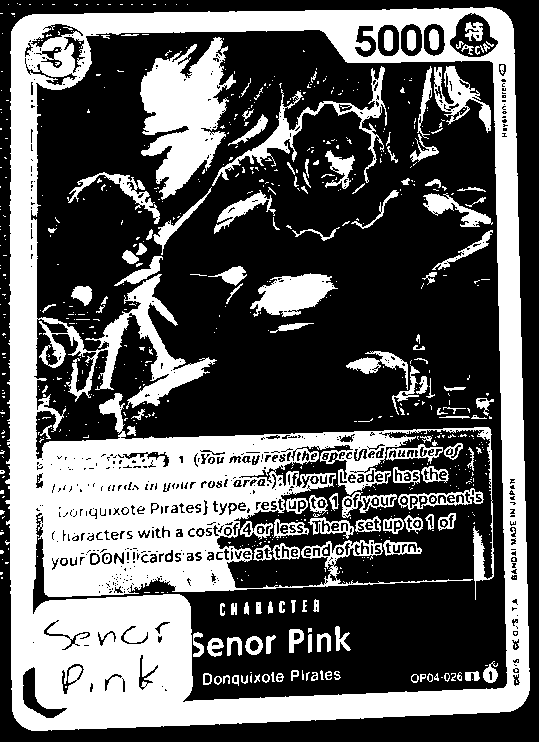 3
5000
特
SPECIAL
1 (You may rest the specified number of
DON!! cards in your cost area.): If your Leader has the
Donquixote Pirates} type, rest up to 1 of your opponent's
Characters with a cost of 4 or less. Then, set up to 1 of
your DON!! cards as active at the end of this turn.
CHARACTER
Senor Pink
Donquixote Pirates
OP04-026
1
Senor
Pink
BANDAI MADE IN JAPAN